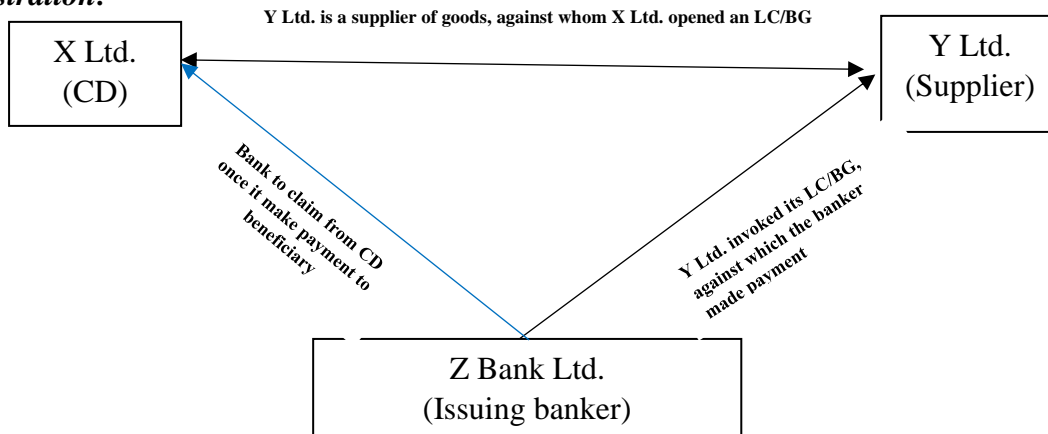 stration:
Y Ltd. is a supplier of goods, against whom X Ltd. opened an LC/BG
X Ltd.
(CD)
Y Ltd.
(Supplier)
Bank to claim from CD
once it make payment to
beneficiary
Y Ltd. invoked its LC/BG,
against which the banker
made payment
Z Bank Ltd.
(Issuing banker)